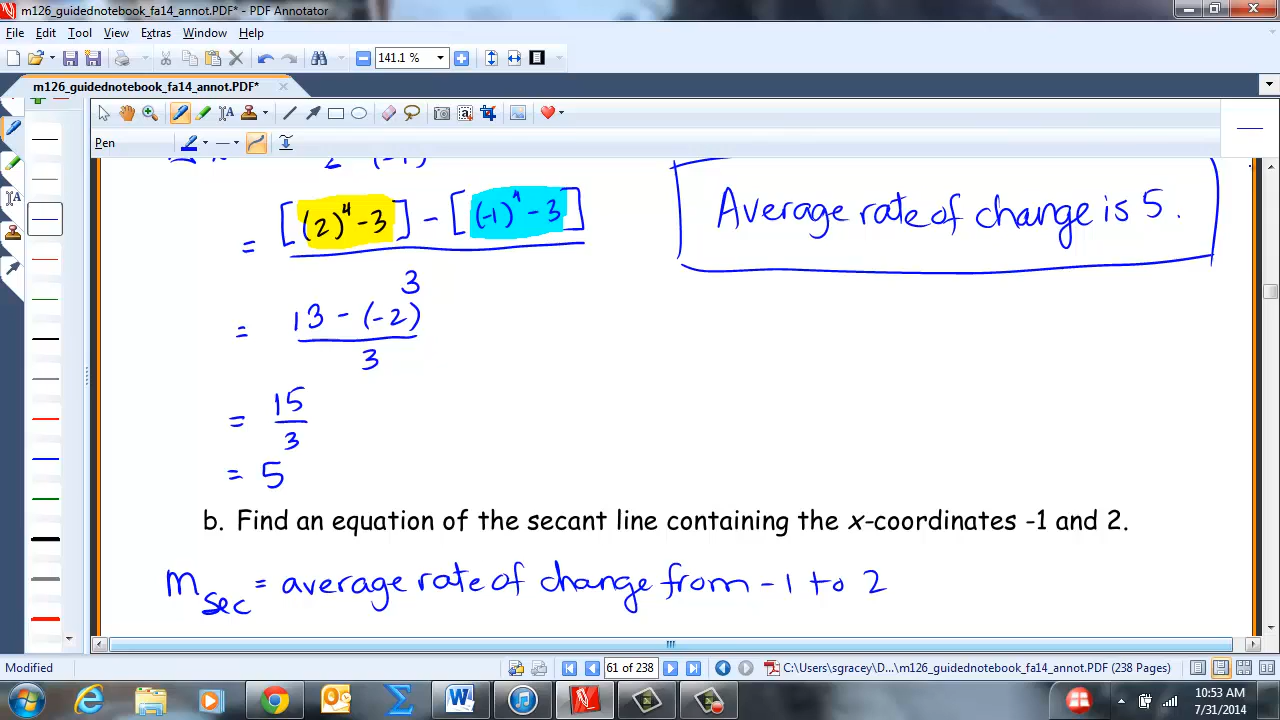 m126_guidednotebook_fa14_annot.PDF* - PDF Annotator
File Edit Tool View Extras Window Help
141.1 %
m126_guidednotebook_fa14_annot.PDF*
Pen
2 - (-1)
= [(2)^4 - 3] - [(-1)^4 - 3]
3
Average rate of change is 5.
= 13 - (-2)
3
= 15
3
= 5
b. Find an equation of the secant line containing the x-coordinates -1 and 2.
m sec = average rate of change from -1 to 2
Modified
61 of 238
C:\Users\sgracey\D...\m126_guidednotebook_fa14_annot.PDF (238 Pages)
10:53 AM
7/31/2014